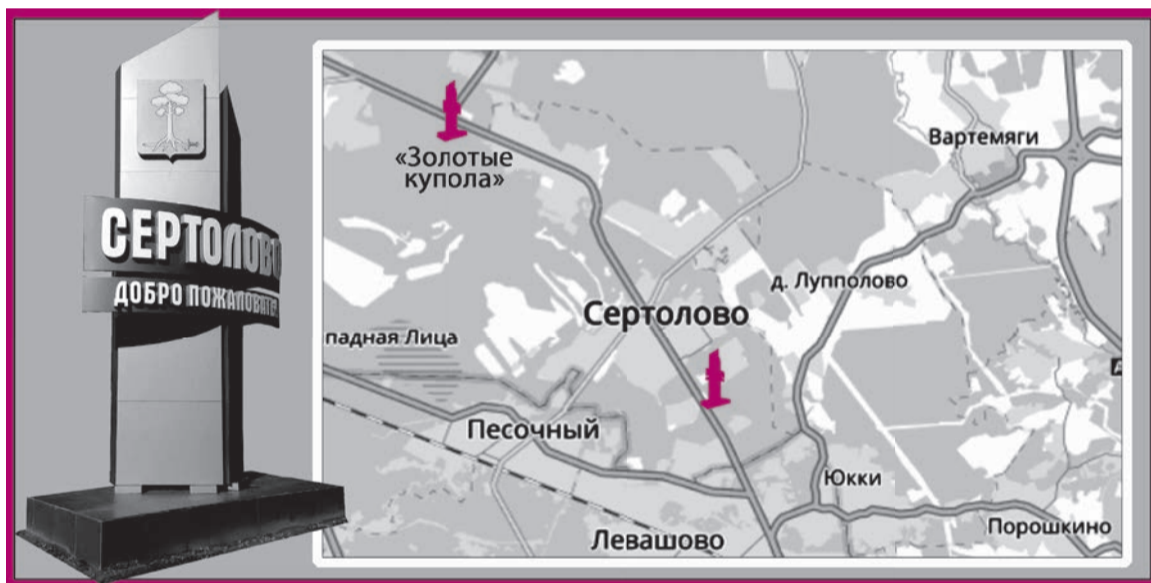 СЕРТОЛОВО
ДОБРО ПОЖАЛОВАТЬ!
«Золотые
купола»
Вартемяги
д. Лупполово
Сертолово
падная Лица
Песочный
Юкки
Порошкино
Левашово